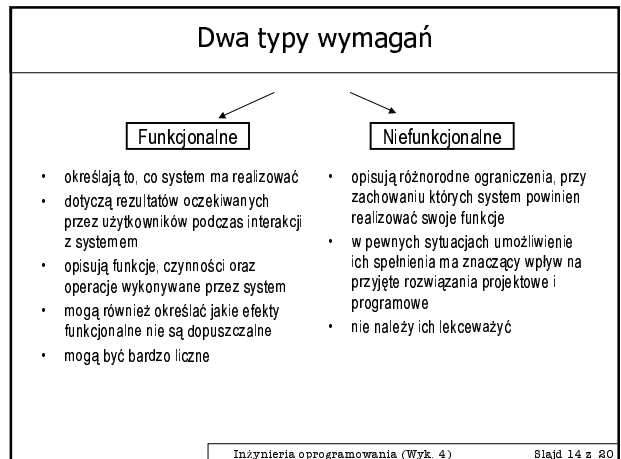 Dwa typy wymagań
Funkcjonalne
• określają to, co system ma realizować
• dotyczą rezultatów oczekiwanych
przez użytkowników podczas interakcji
z systemem
• opisują funkcje, czynności oraz
operacje wykonywane przez system
• mogą również określać jakie efekty
funkcjonalne nie są dopuszczalne
• mogą być bardzo liczne
Niefunkcjonalne
• opisują różnorodne ograniczenia, przy
zachowaniu których system powinien
realizować swoje funkcje
• w pewnych sytuacjach umożliwienie
ich spełnienia ma znaczący wpływ na
przyjęte rozwiązania projektowe i
programowe
• nie należy ich lekceważyć
Inżynieria oprogramowania (Wyk. 4) Slajd 14 z 20